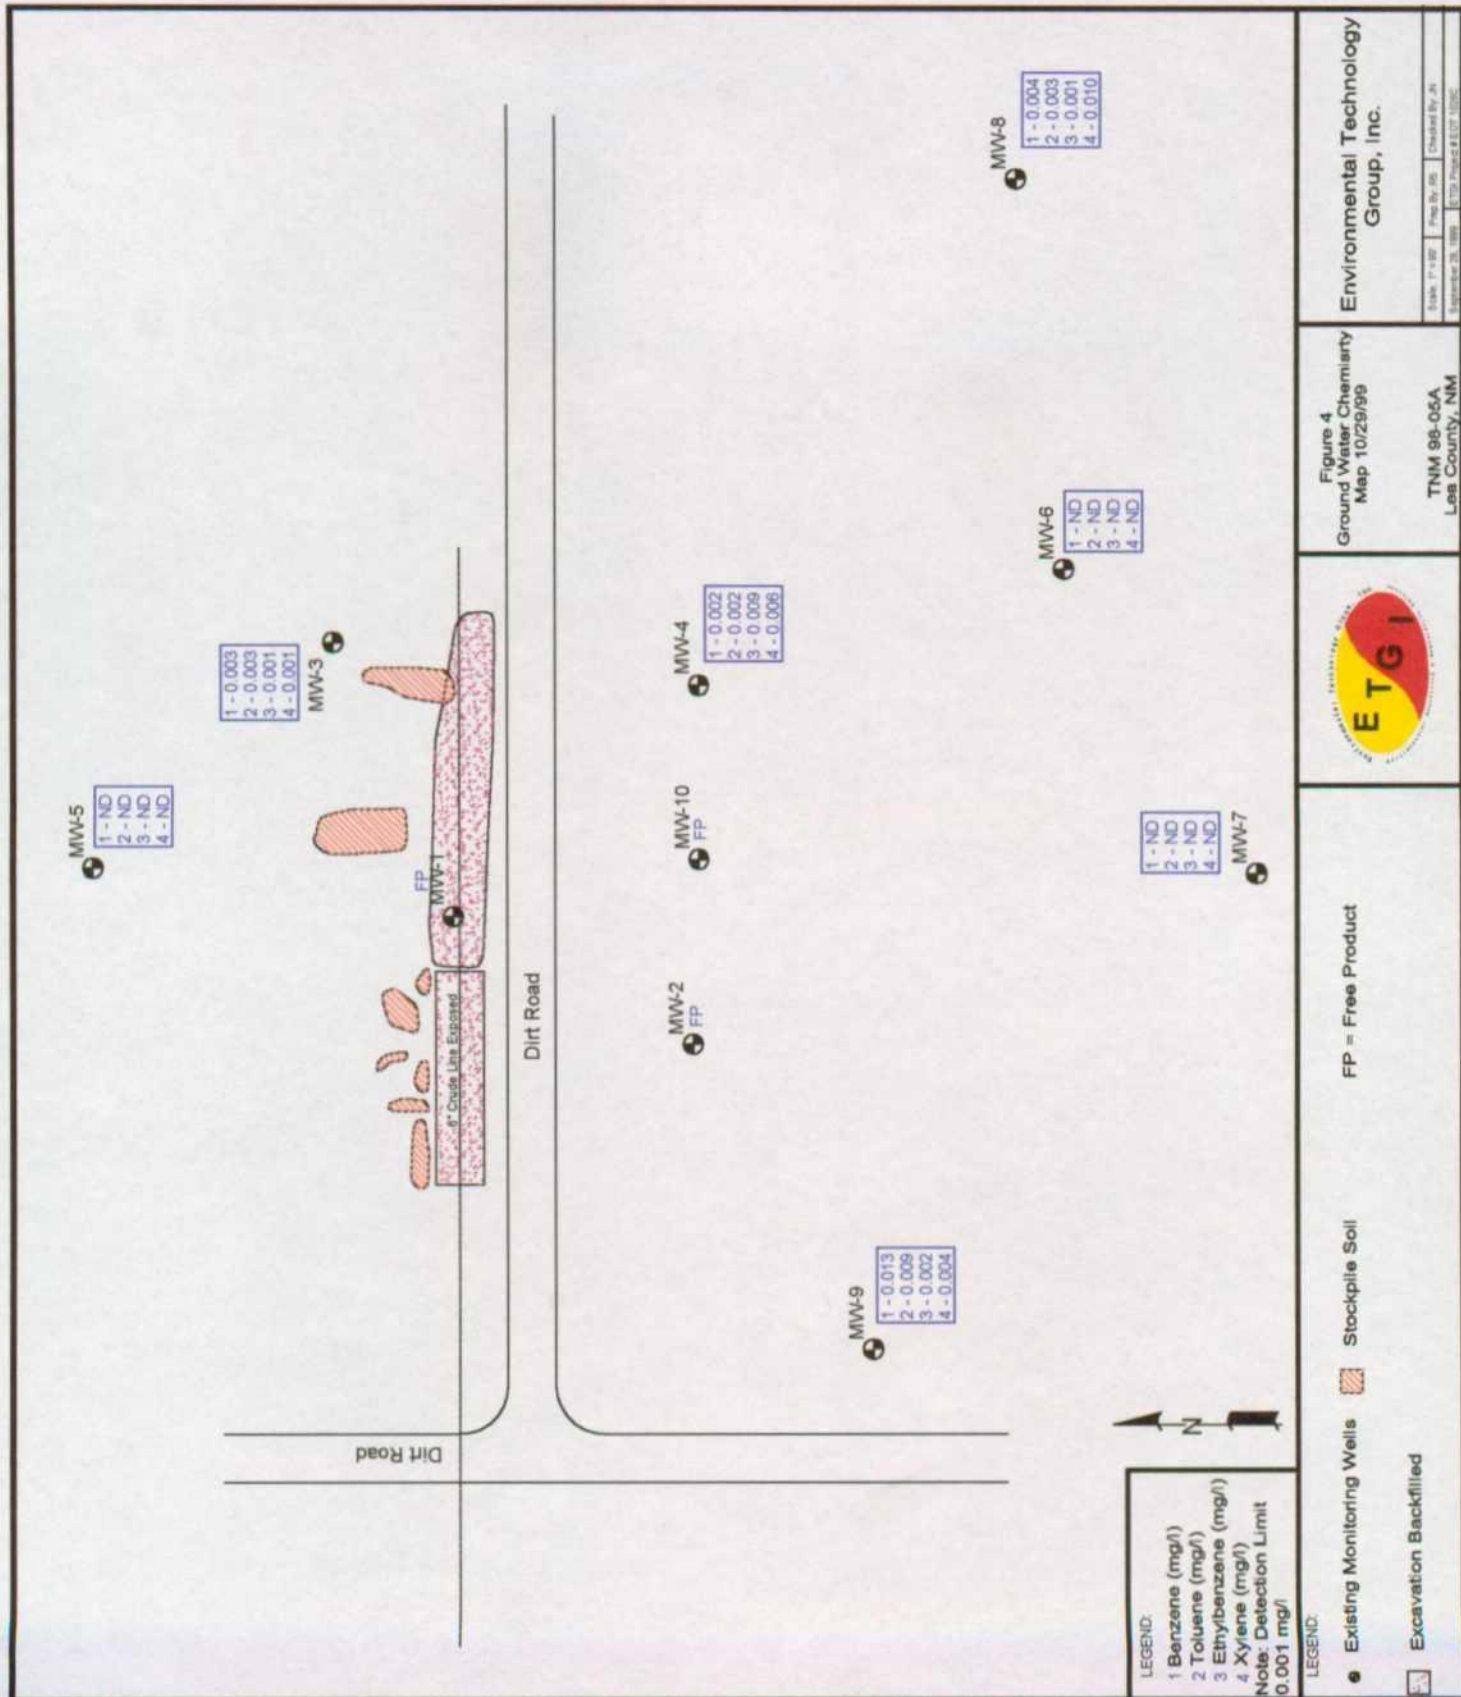 MW-5
1 - ND
2 - ND
3 - ND
4 - ND
1 - 0.003
2 - 0.003
3 - 0.001
4 - 0.001
MW-3
FP
MW-1
6" Crude Line Exposed
Dirt Road
Dirt Road
MW-2
FP
MW-10
FP
MW-4
1 - 0.002
2 - 0.002
3 - 0.009
4 - 0.006
MW-9
1 - 0.013
2 - 0.009
3 - 0.002
4 - 0.004
MW-8
1 - 0.004
2 - 0.003
3 - 0.001
4 - 0.010
MW-6
1 - ND
2 - ND
3 - ND
4 - ND
1 - ND
2 - ND
3 - ND
4 - ND
MW-7
N
LEGEND:
1 Benzene (mg/l)
2 Toluene (mg/l)
3 Ethylbenzene (mg/l)
4 Xylene (mg/l)
Note: Detection Limit
0.001 mg/l
LEGEND:
Existing Monitoring Wells
Stockpile Soil
FP = Free Product
Excavation Backfilled
E T G I
Figure 4
Ground Water Chemisrty
Map 10/29/99
TNM 98-05A
Lea County, NM
Environmental Technology
Group, Inc.
Prep By: RS
Checked By: JN